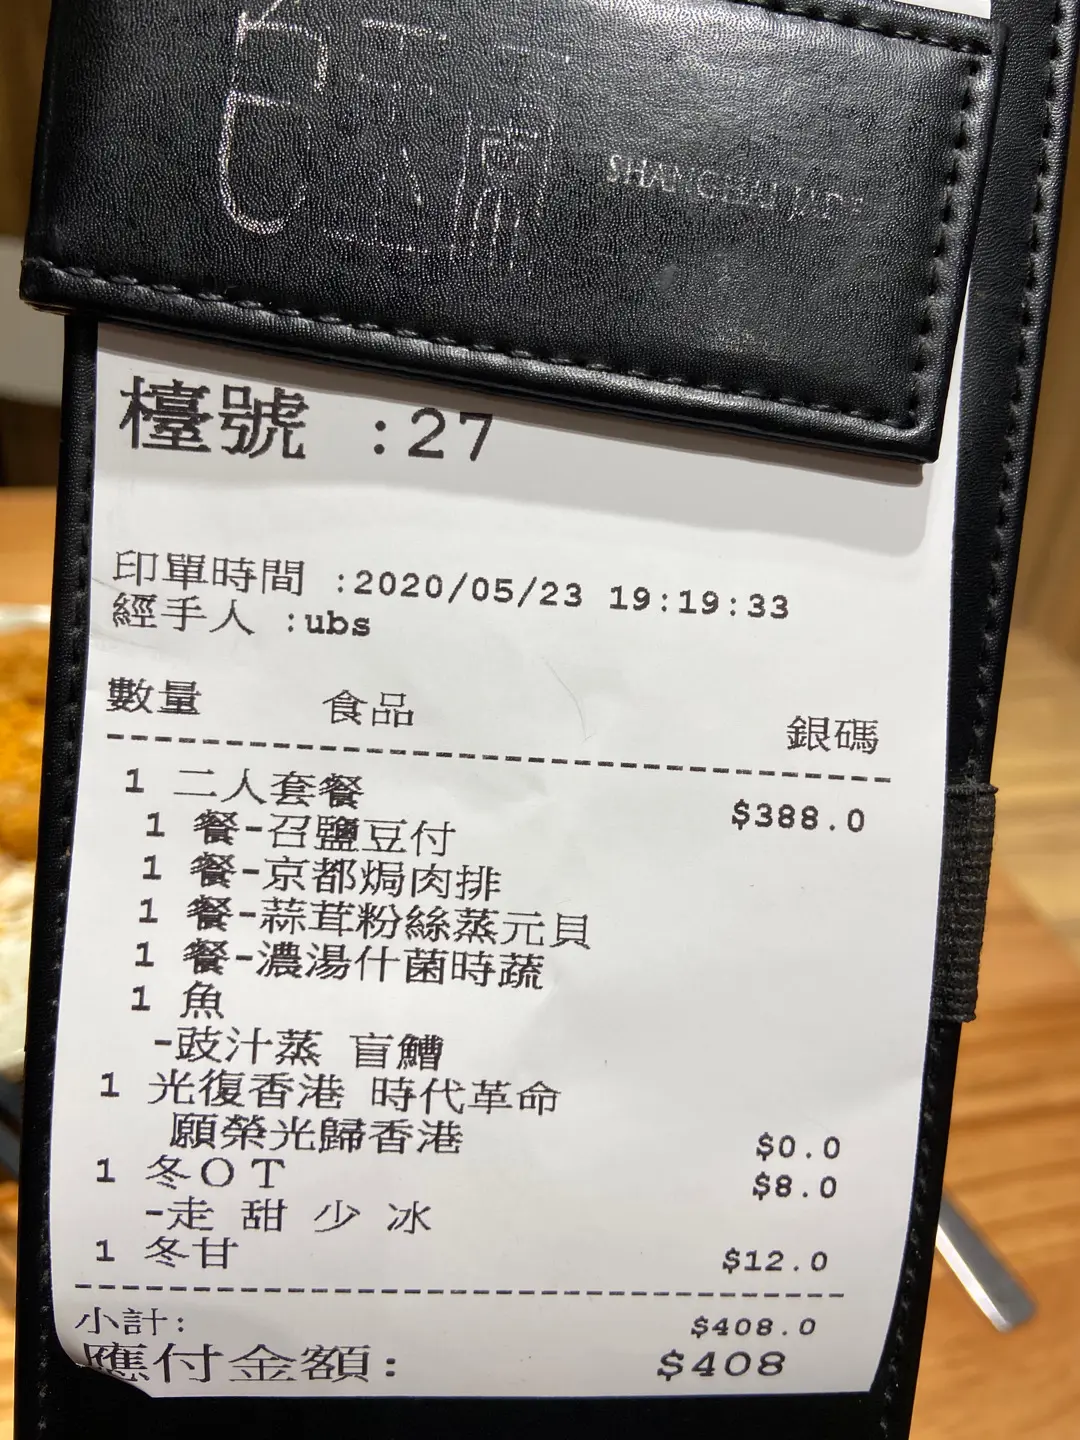 SHANGHAI
檯號 :27
印單時間 :2020/05/23 19:19:33
經手人 :ubs
數量 食品 銀碼
1 二人套餐 $388.0
1 餐-召鹽豆付
1 餐-京都焗肉排
1 餐-蒜茸粉絲蒸元貝
1 餐-濃湯什菌時蔬
1 魚
-豉汁蒸 盲鰽
1 光復香港 時代革命
願榮光歸香港 $0.0
1 冬OT $8.0
-走 甜 少 冰
1 冬甘 $12.0
小計: $408.0
應付金額: $408